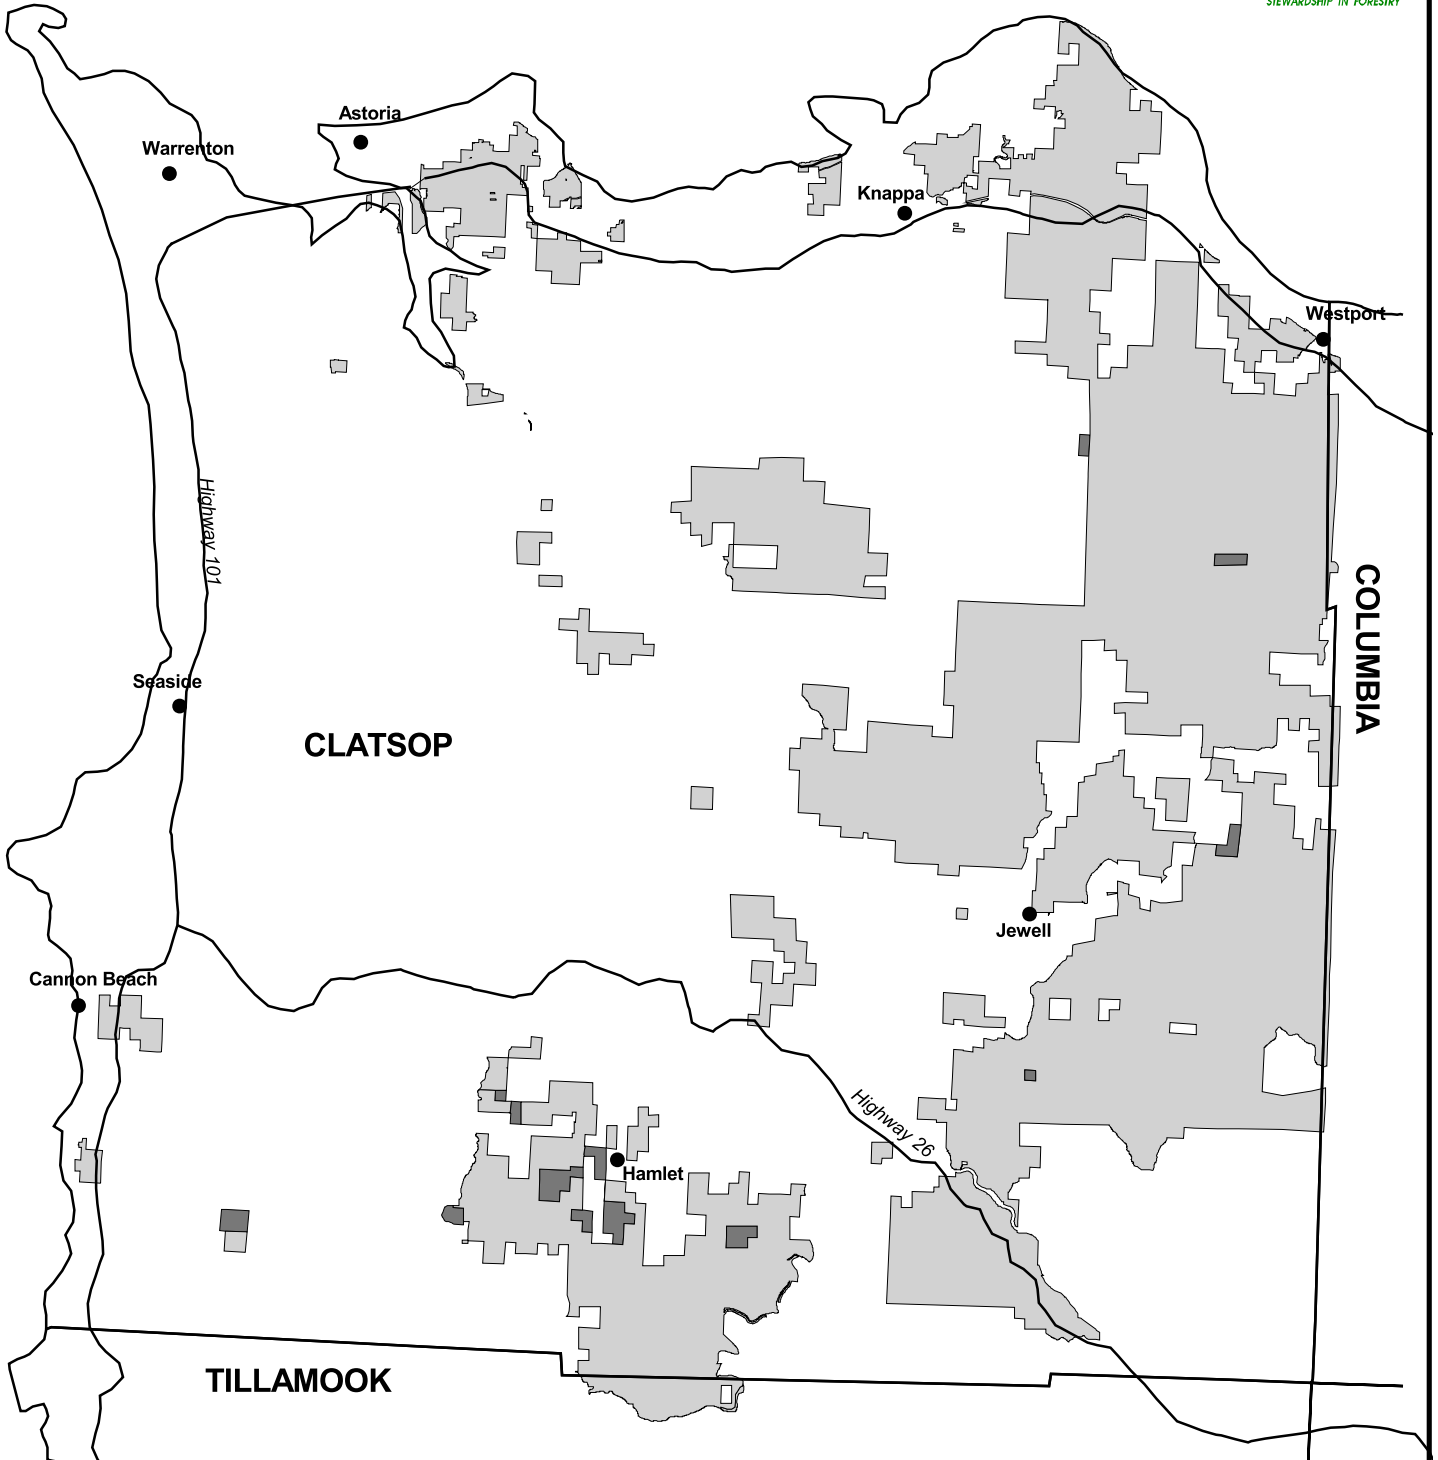 STEWARDSHIP IN FORESTRY
Astoria
Warrenton
Knappa
Westport
Highway 101
COLUMBIA
Seaside
CLATSOP
Jewell
Cannon Beach
Highway 26
Hamlet
TILLAMOOK